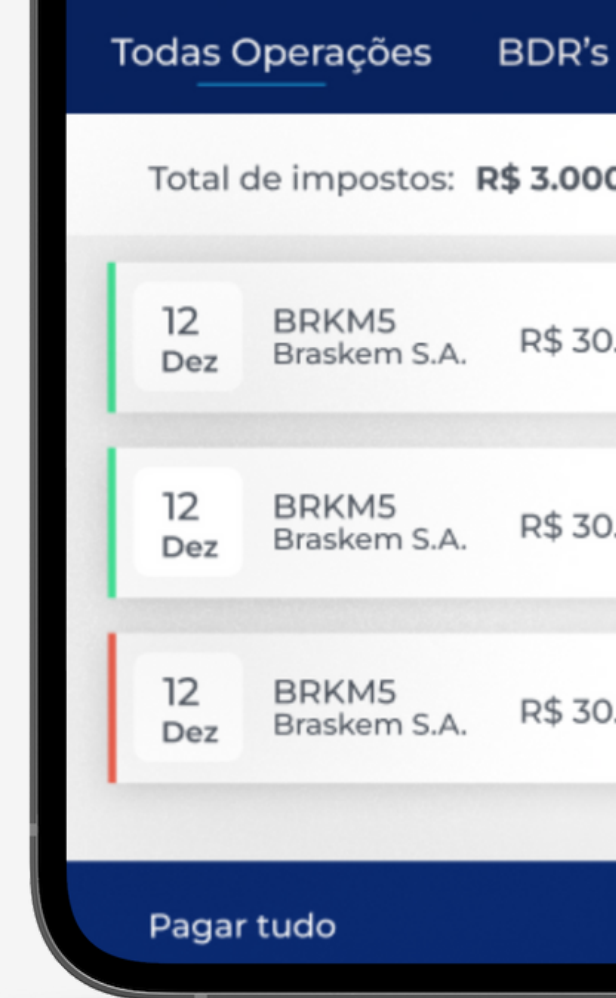 Todas Operações BDR's
Total de impostos: R$ 3.000
12
Dez
BRKM5
Braskem S.A.
R$ 30.
12
Dez
BRKM5
Braskem S.A.
R$ 30.
12
Dez
BRKM5
Braskem S.A.
R$ 30.
Pagar tudo